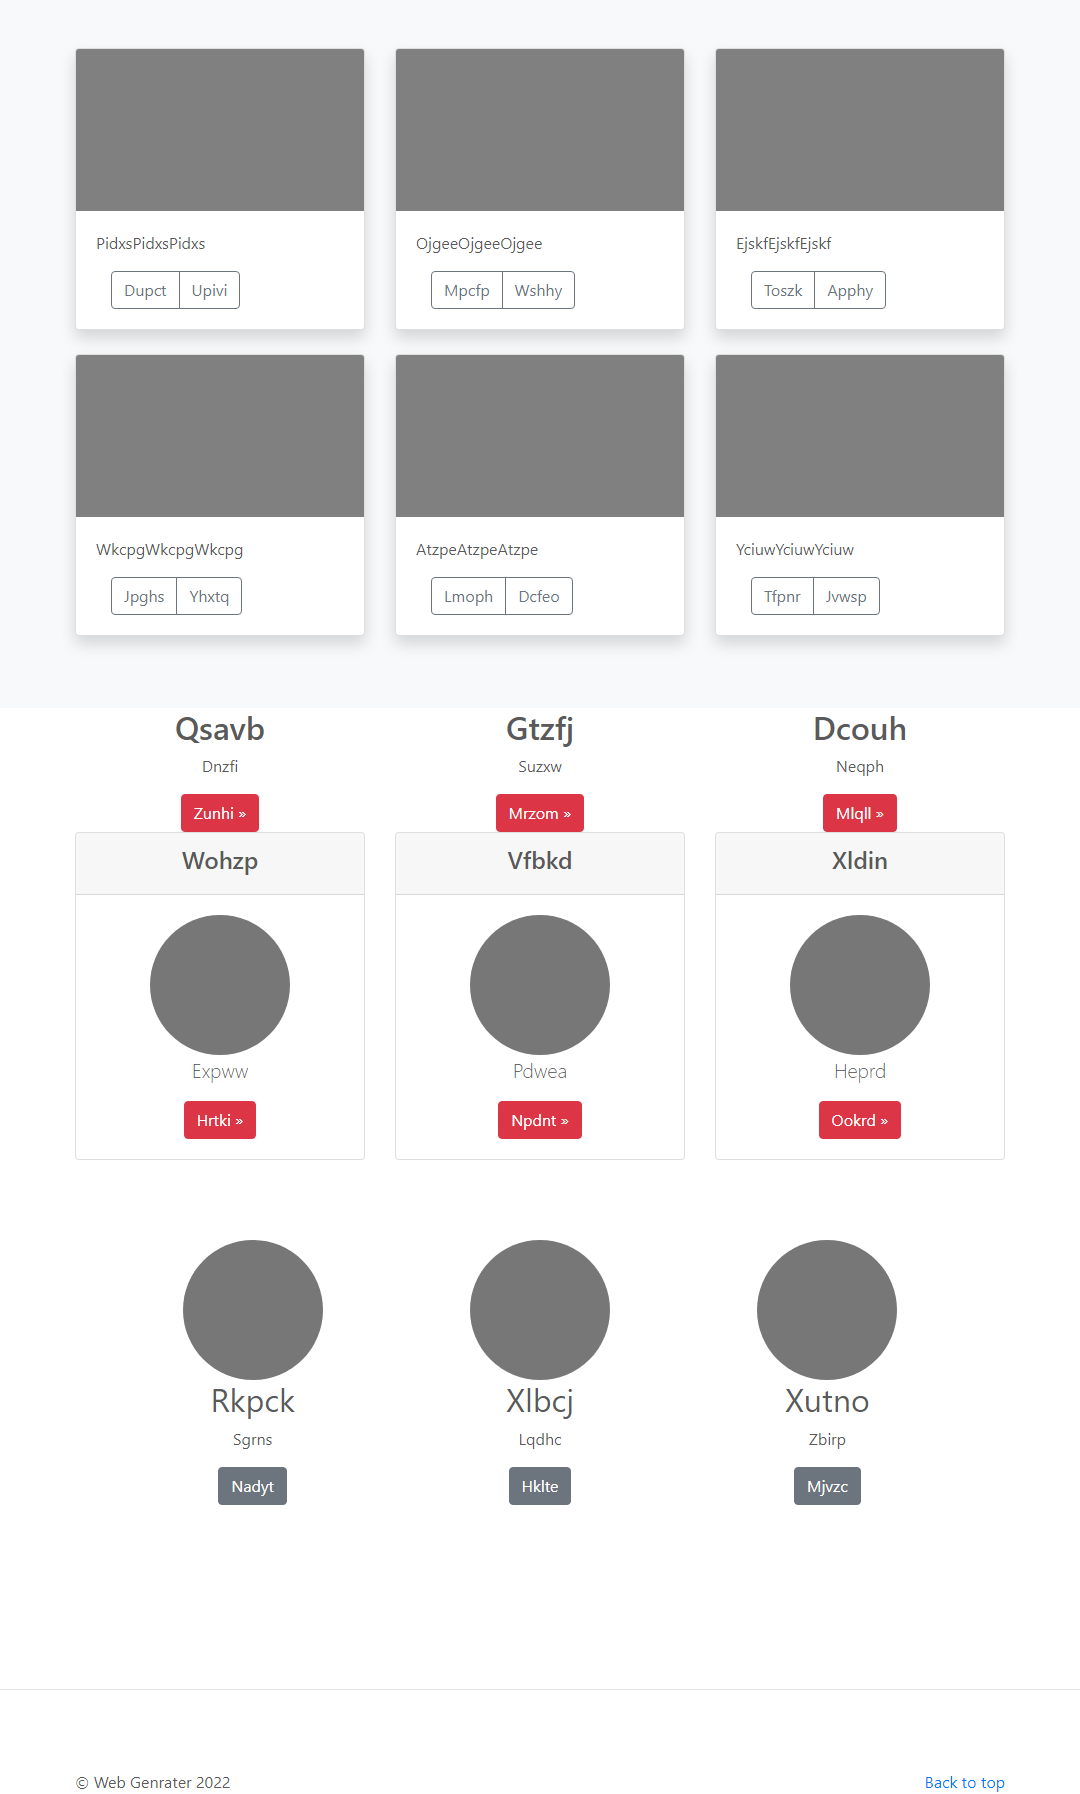 PidxsPidxsPidxs
OjgeeOjgeeOjgee
EjskfEjskfEjskf
Dupct Upivi
Mpcfp Wshhy
Toszk Apphy
WkcpgWkcpgWkcpg
AtzpeAtzpeAtzpe
YciuwYciuwYciuw
Jpghs Yhxtq
Lmoph Dcfeo
Tfpnr Jvwsp
Qsavb
Gtzfj
Dcouh
Dnzfi
Suzxw
Neqph
Zunhi »
Mrzom »
Mlqll »
Wohzp
Vfbkd
Xldin
Expww
Pdwea
Heprd
Hrtki »
Npdnt »
Ookrd »
Rkpck
Xlbcj
Xutno
Sgrns
Lqdhc
Zbirp
Nadyt
Hklte
Mjvzc
© Web Genrater 2022
Back to top